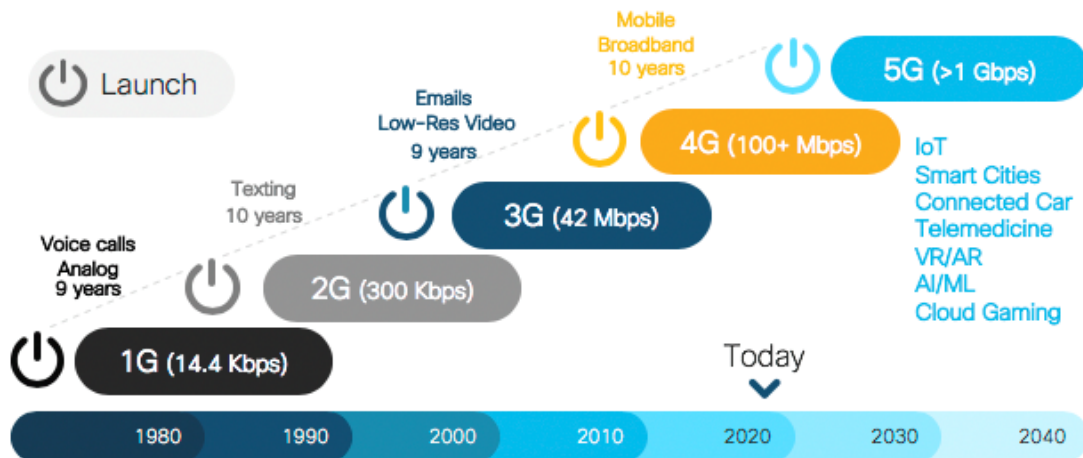 Launch
Mobile
Broadband
10 years
5G (>1 Gbps)
Emails
Low-Res Video
9 years
4G (100+ Mbps)
IoT
Smart Cities
Connected Car
Telemedicine
VR/AR
AI/ML
Cloud Gaming
Texting
10 years
3G (42 Mbps)
Voice calls
Analog
9 years
2G (300 Kbps)
1G (14.4 Kbps)
Today
1980 1990 2000 2010 2020 2030 2040